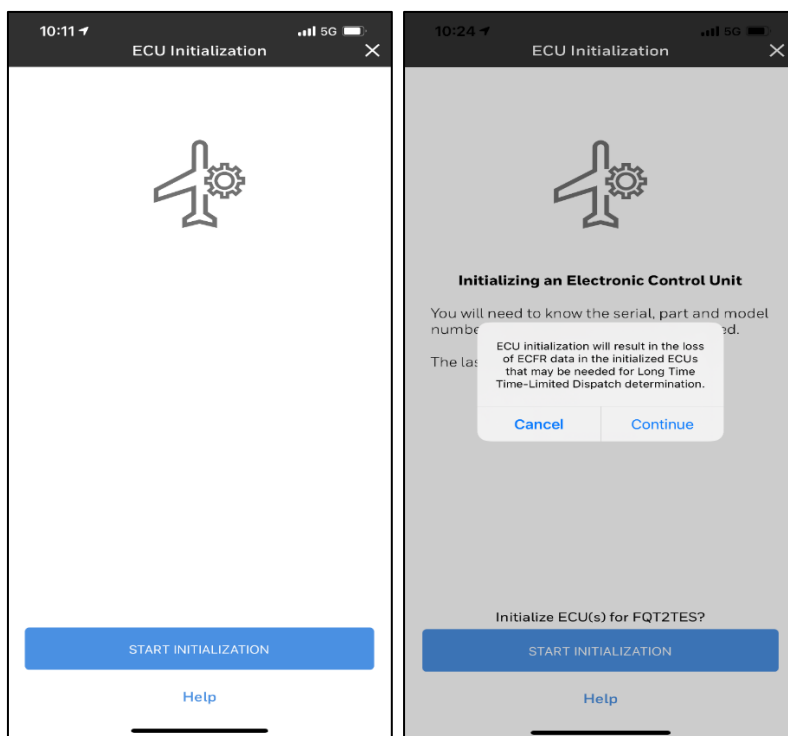 10:11
5G
ECU Initialization
START INITIALIZATION
Help
10:24
5G
ECU Initialization
Initializing an Electronic Control Unit
You will need to know the serial, part and model
ed.
The
ECU initialization will result in the loss
of ECFR data in the initialized ECUs
that may be needed for Long Time
Time-Limited Dispatch determination.
Cancel
Continue
Initialize ECU(s) for FQT2TES?
START INITIALIZATION
Help